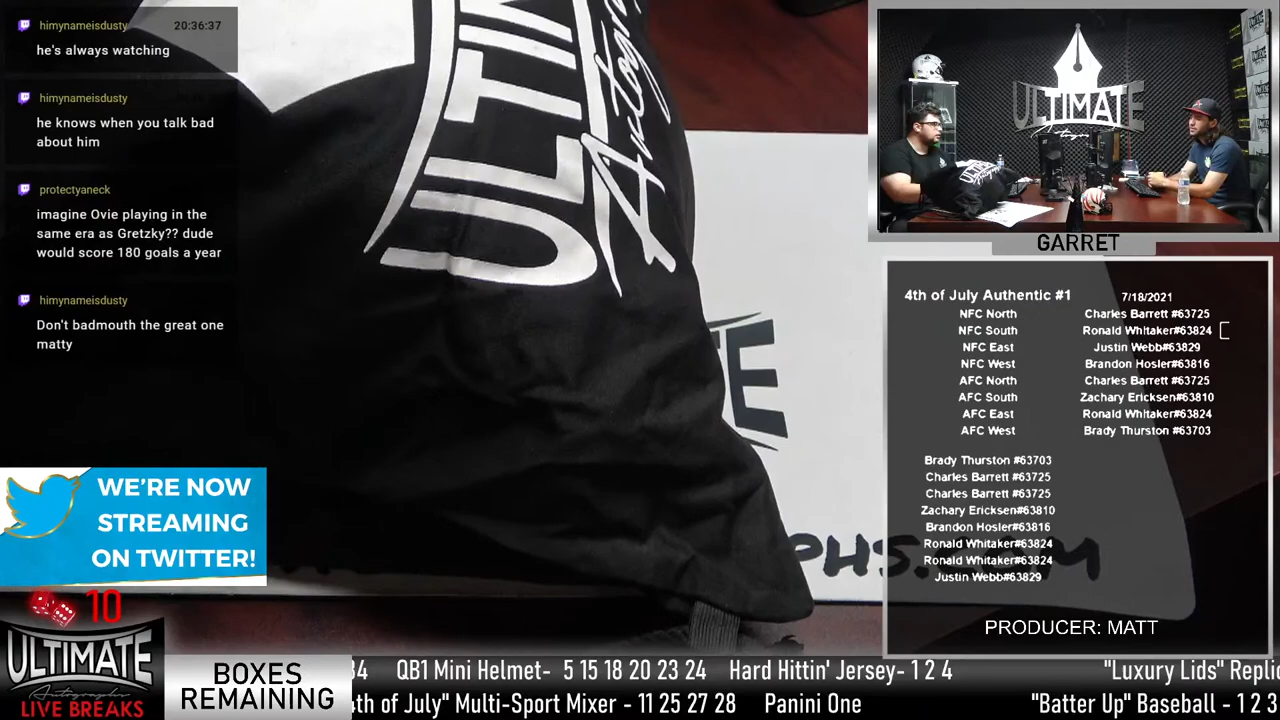 himynameisdusty 20:36:37
he's always watching
himynameisdusty
he knows when you talk bad
about him
protectyaneck
imagine Ovie playing in the
same era as Gretzky?? dude
would score 180 goals a year
himynameisdusty
Don't badmouth the great one
matty
WE'RE NOW
STREAMING
ON TWITTER!
10
ULTIMATE
Autographs
LIVE BREAKS
BOXES
REMAINING
ULTIM
Autogr
PHS.COM
ULTIMATE
GARRET
4th of July Authentic #1 7/18/2021
NFC North Charles Barrett #63725
NFC South Ronald Whitaker#63824
NFC East Justin Webb#63829
NFC West Brandon Hosler#63816
AFC North Charles Barrett #63725
AFC South Zachary Ericksen#63810
AFC East Ronald Whitaker#63824
AFC West Brady Thurston #63703
Brady Thurston #63703
Charles Barrett #63725
Charles Barrett #63725
Zachary Ericksen#63810
Brandon Hosler#63816
Ronald Whitaker#63824
Ronald Whitaker#63824
Justin Webb#63829
PRODUCER: MATT
34 QB1 Mini Helmet- 5 15 18 20 23 24 Hard Hittin' Jersey- 1 2 4 "Luxury Lids" Replic
4th of July" Multi-Sport Mixer - 11 25 27 28 Panini One "Batter Up" Baseball - 1 2 3